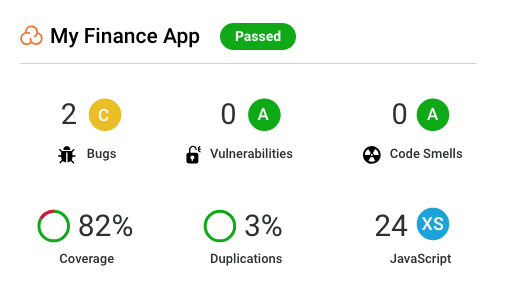 My Finance App Passed
2 C 0 A 0 A
Bugs Vulnerabilities Code Smells
82% 3% 24 XS
Coverage Duplications JavaScript